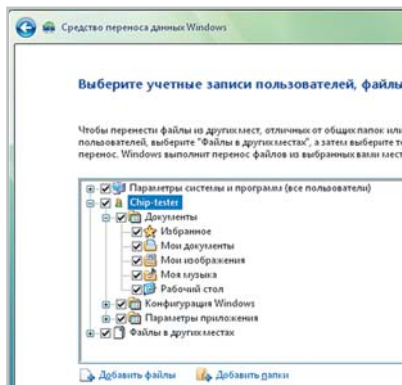 Средство переноса данных Windows
Выберите учетные записи пользователей, файлы
Чтобы перенести файлы из других мест, отличных от общих папок или
пользователей, выберите "Файлы в других местах", а затем выберите
перенос. Windows выполнит перенос файлов из выбранных вами мест
Параметры системы и программ (все пользователи)
Chip-tester
Документы
Избранное
Мои документы
Мои изображения
Моя музыка
Рабочий стол
Конфигурация Windows
Параметры приложения
Файлы в других местах
Добавить файлы
Добавить папки